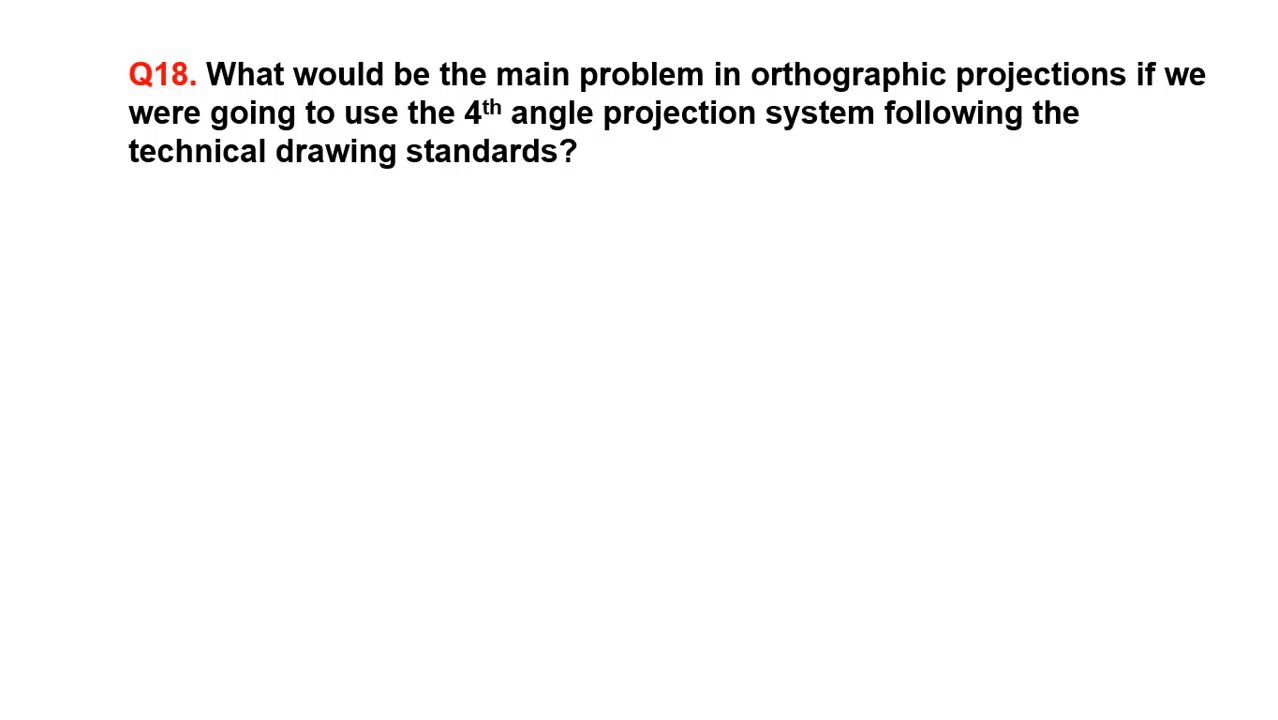 Q18. What would be the main problem in orthographic projections if we
were going to use the 4th angle projection system following the
technical drawing standards?